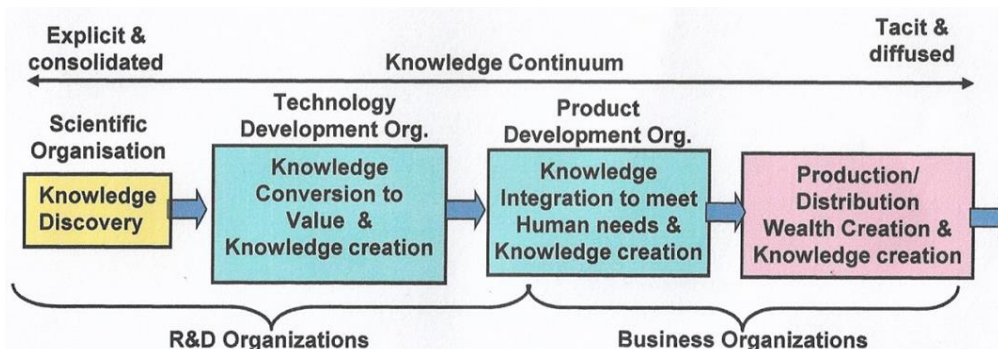 Explicit &
consolidated
Tacit &
diffused
Knowledge Continuum
Scientific
Organisation
Technology
Development Org.
Product
Development Org.
Knowledge
Discovery
Knowledge
Conversion to
Value &
Knowledge creation
Knowledge
Integration to meet
Human needs &
Knowledge creation
Production/
Distribution
Wealth Creation &
Knowledge creation
R&D Organizations
Business Organizations